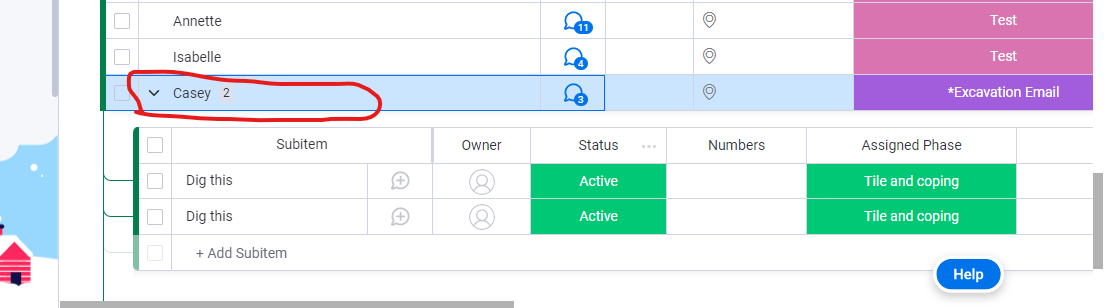 Annette 11 Test
Isabelle 4 Test
Casey 2 3 *Excavation Email
Subitem Owner Status Numbers Assigned Phase
Dig this Active Tile and coping
Dig this Active Tile and coping
+ Add Subitem
Help